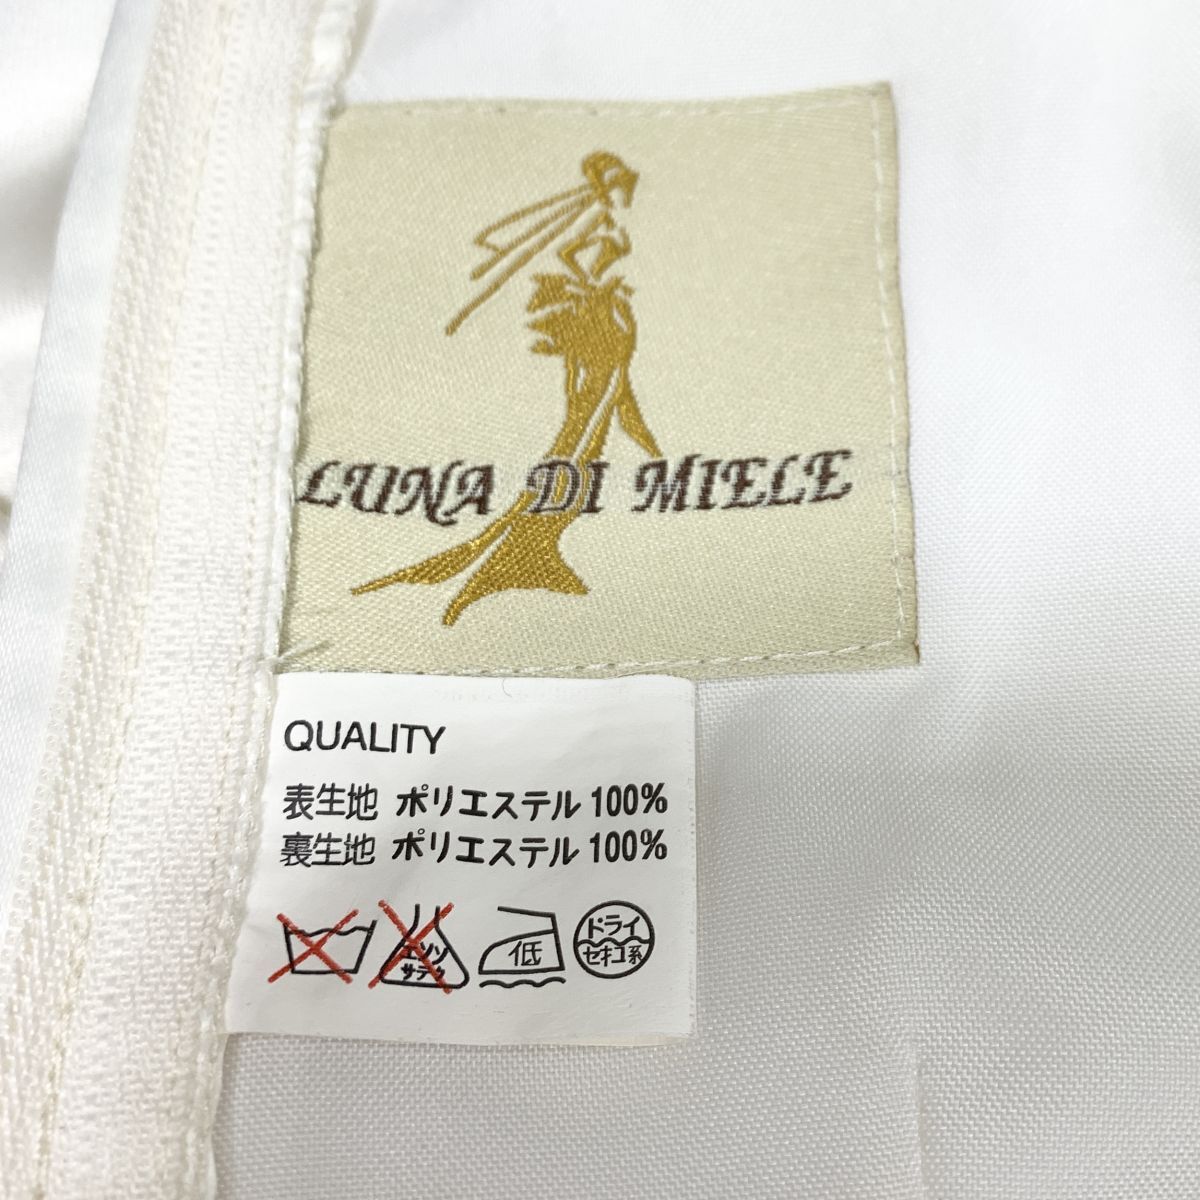 LUNA DI MIELE
QUALITY
表生地 ポリエステル 100%
裏生地 ポリエステル 100%
エンソ
サラシ
低
ドライ
セキユ系